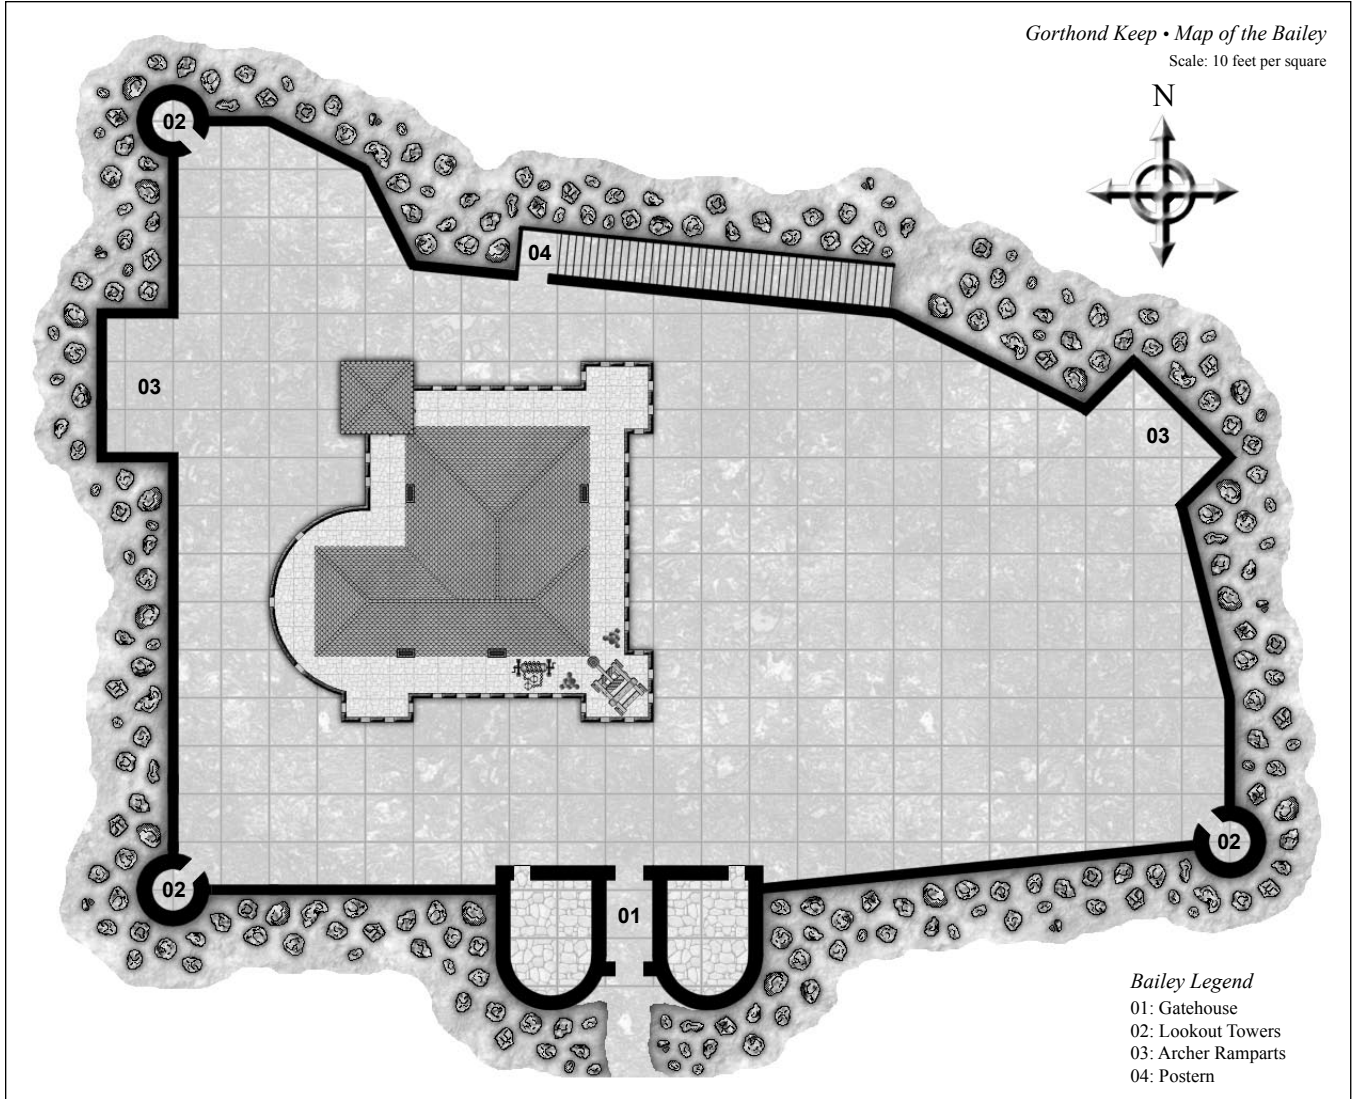 Gorthond Keep • Map of the Bailey
Scale: 10 feet per square
N
02
04
03
03
02
02
01
Bailey Legend
01: Gatehouse
02: Lookout Towers
03: Archer Ramparts
04: Postern